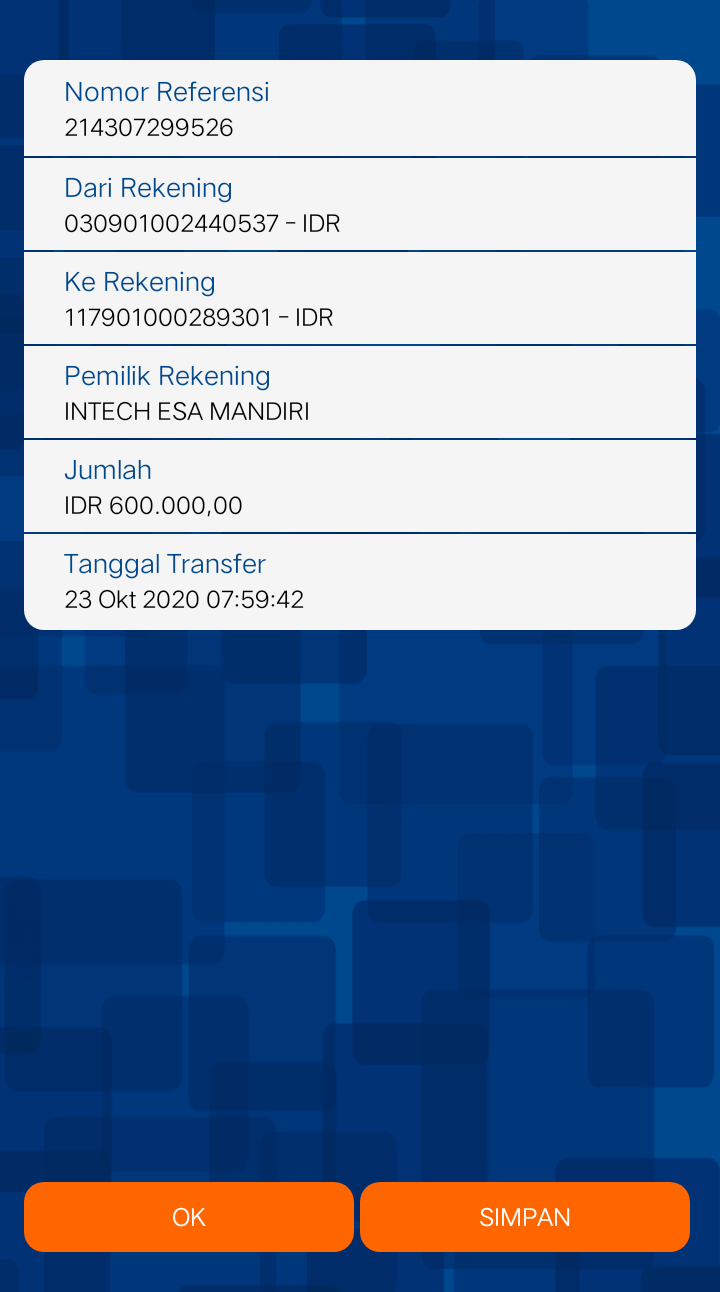 Nomor Referensi
214307299526
Dari Rekening
030901002440537 - IDR
Ke Rekening
117901000289301 - IDR
Pemilik Rekening
INTECH ESA MANDIRI
Jumlah
IDR 600.000,00
Tanggal Transfer
23 Okt 2020 07:59:42
OK
SIMPAN